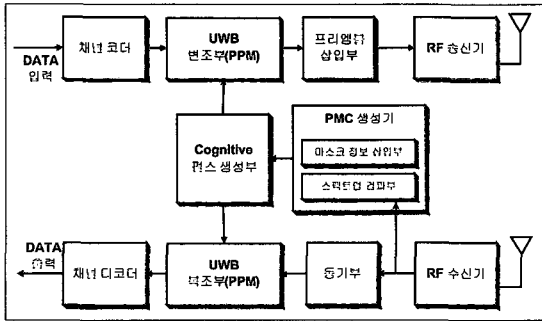 채널 코더
UWB
변조부(PPM)
프리앰블
삽입부
RF 송신기
DATA
입력
PMC 생성기
Cognitive
펄스 생성부
마스크 정보 삽입부
스펙트럼 검파부
DATA
출력
채널 디코더
UWB
복조부(PPM)
동기부
RF 수신기